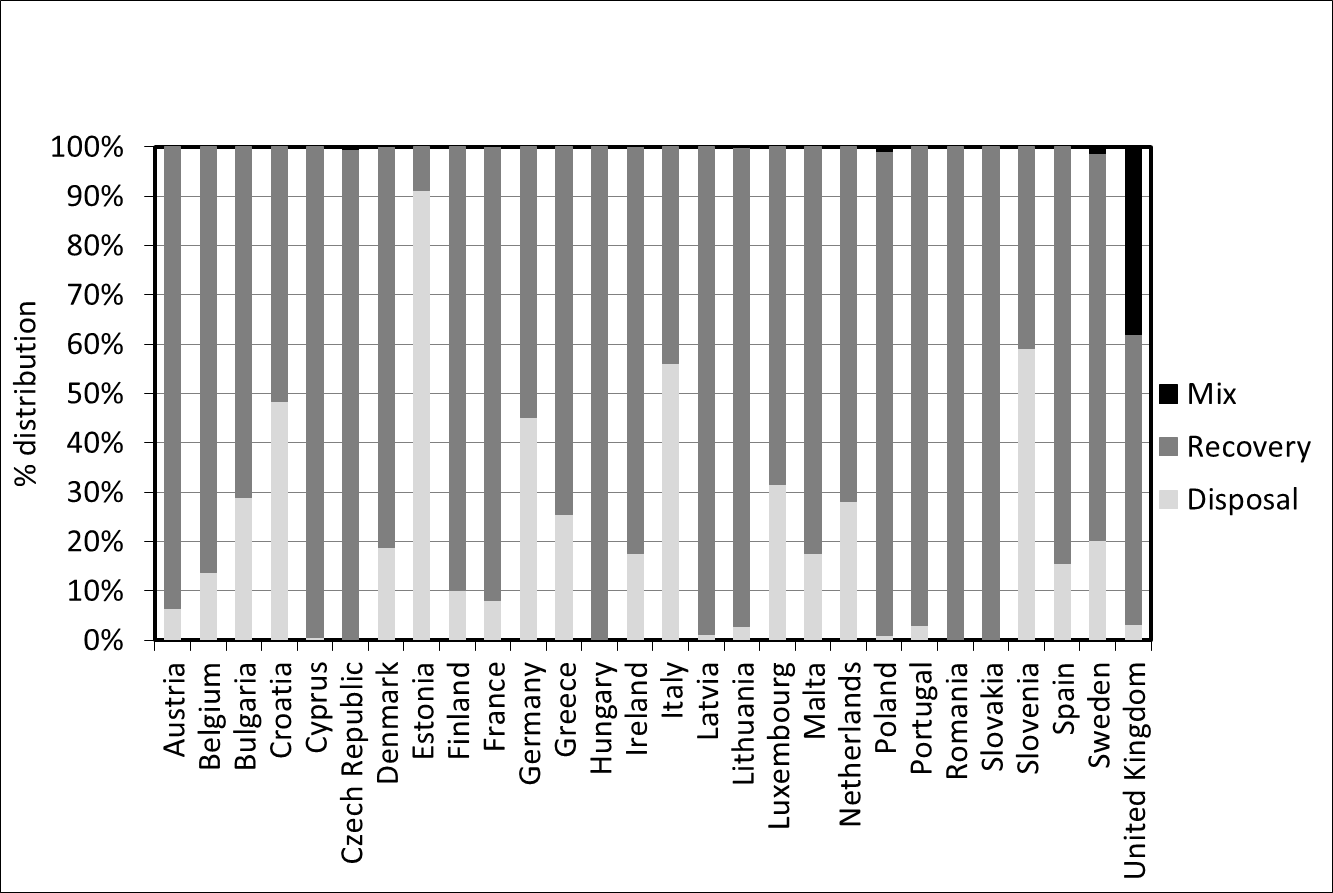 100%
90%
80%
70%
60%
50%
40%
30%
20%
10%
0%
% distribution
Austria
Belgium
Bulgaria
Croatia
Cyprus
Czech Republic
Denmark
Estonia
Finland
France
Germany
Greece
Hungary
Ireland
Italy
Latvia
Lithuania
Luxembourg
Malta
Netherlands
Poland
Portugal
Romania
Slovakia
Slovenia
Spain
Sweden
United Kingdom
Mix
Recovery
Disposal